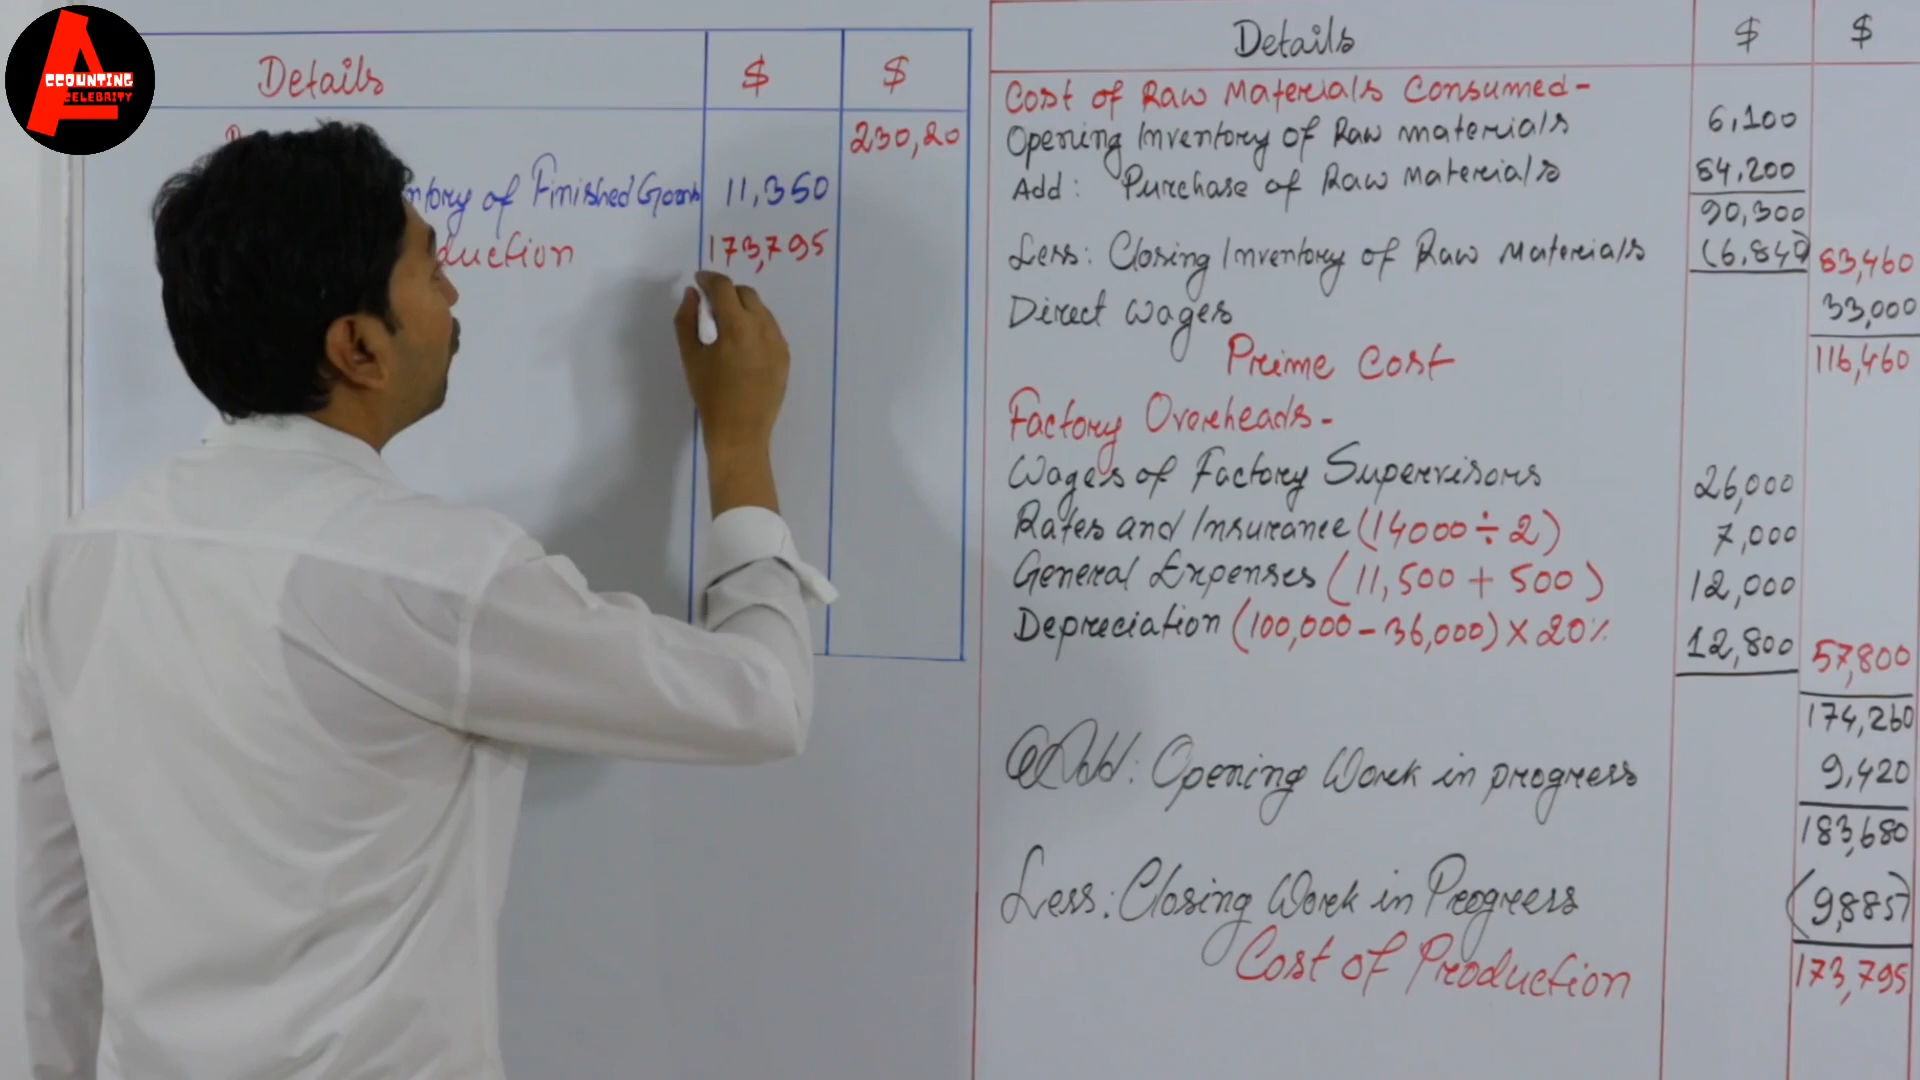 ACCOUNTING
CELEBRITY
Details $ $
230,20
of Finished Goods 11,350
173,795
Details $ $
Cost of Raw Materials Consumed-
Opening Inventory of Raw materials 6,100
Add: Purchase of Raw Materials 84,200
90,300
Less: Closing Inventory of Raw Materials (6,840) 83,460
Direct Wages 33,000
Prime Cost 116,460
Factory Overheads-
Wages of Factory Supervisors 26,000
Rates and Insurance (14000÷2) 7,000
General Expenses (11,500 + 500) 12,000
Depreciation (100,000-36,000) x 20% 12,800 57,800
174,260
Add: Opening Work in progress 9,420
183,680
Less: Closing Work in Progress (9,885)
Cost of Production 173,795